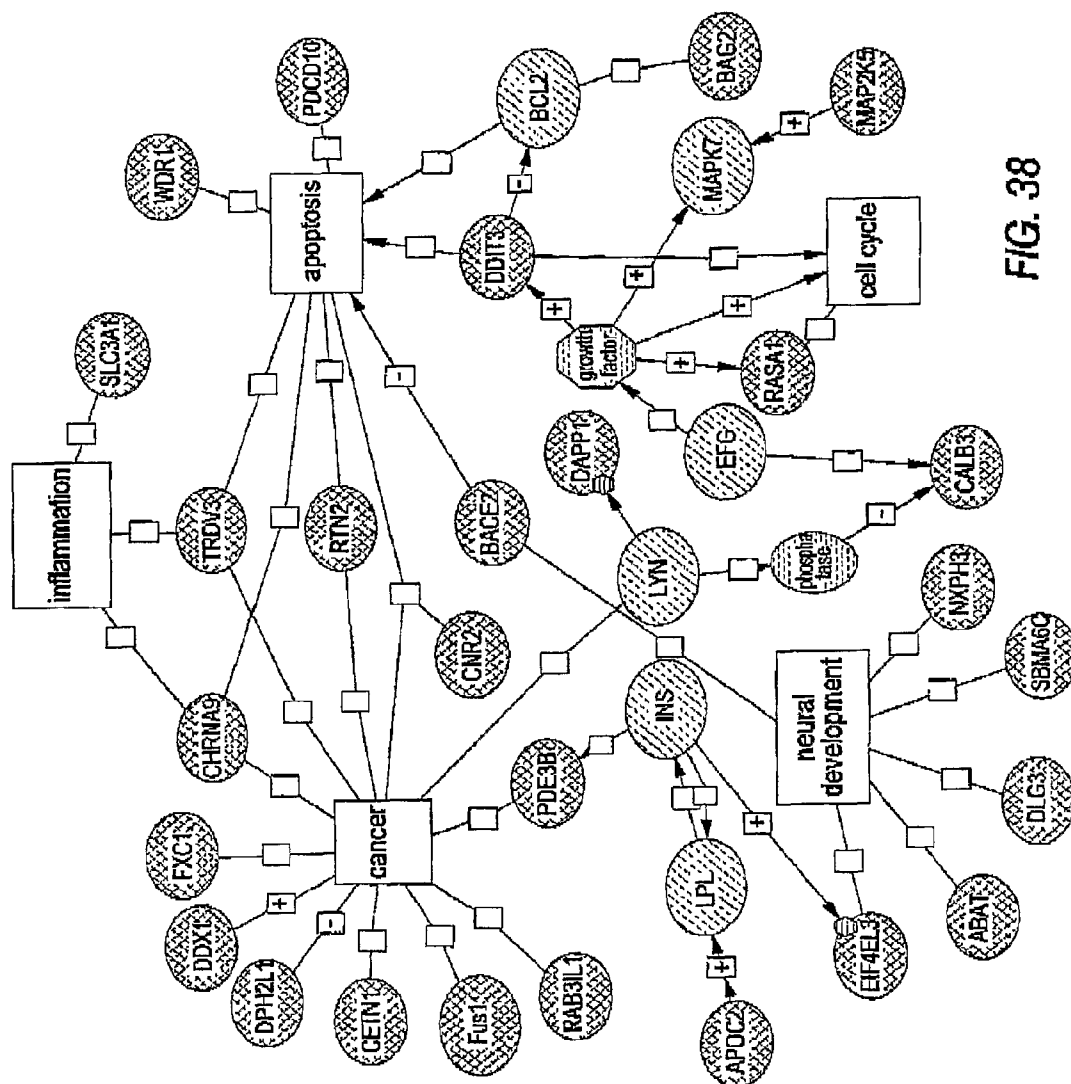 inflammation
SLC3A1
WDR1
PDCD10
apoptosis
TRDV3
CHRNA9
RTN2
BACE2
CNR2
FXC1
DDX1
DPH2L1
CETN1
Fus1
RAB3IL1
cancer
PDE3B
DDIT3
-
BCL2
BAG2
MAPK7
+
MAP2K5
growth
factor
+
+
+
+
RASA1
cell cycle
EFG
DAPP1
LYN
phospha
tase
-
CALB3
INS
LPL
+
APOC2
+
EIF4EL3
neural
development
NXPH3
SBMA6C
DLG3
ABAT
-
+
-
FIG. 38